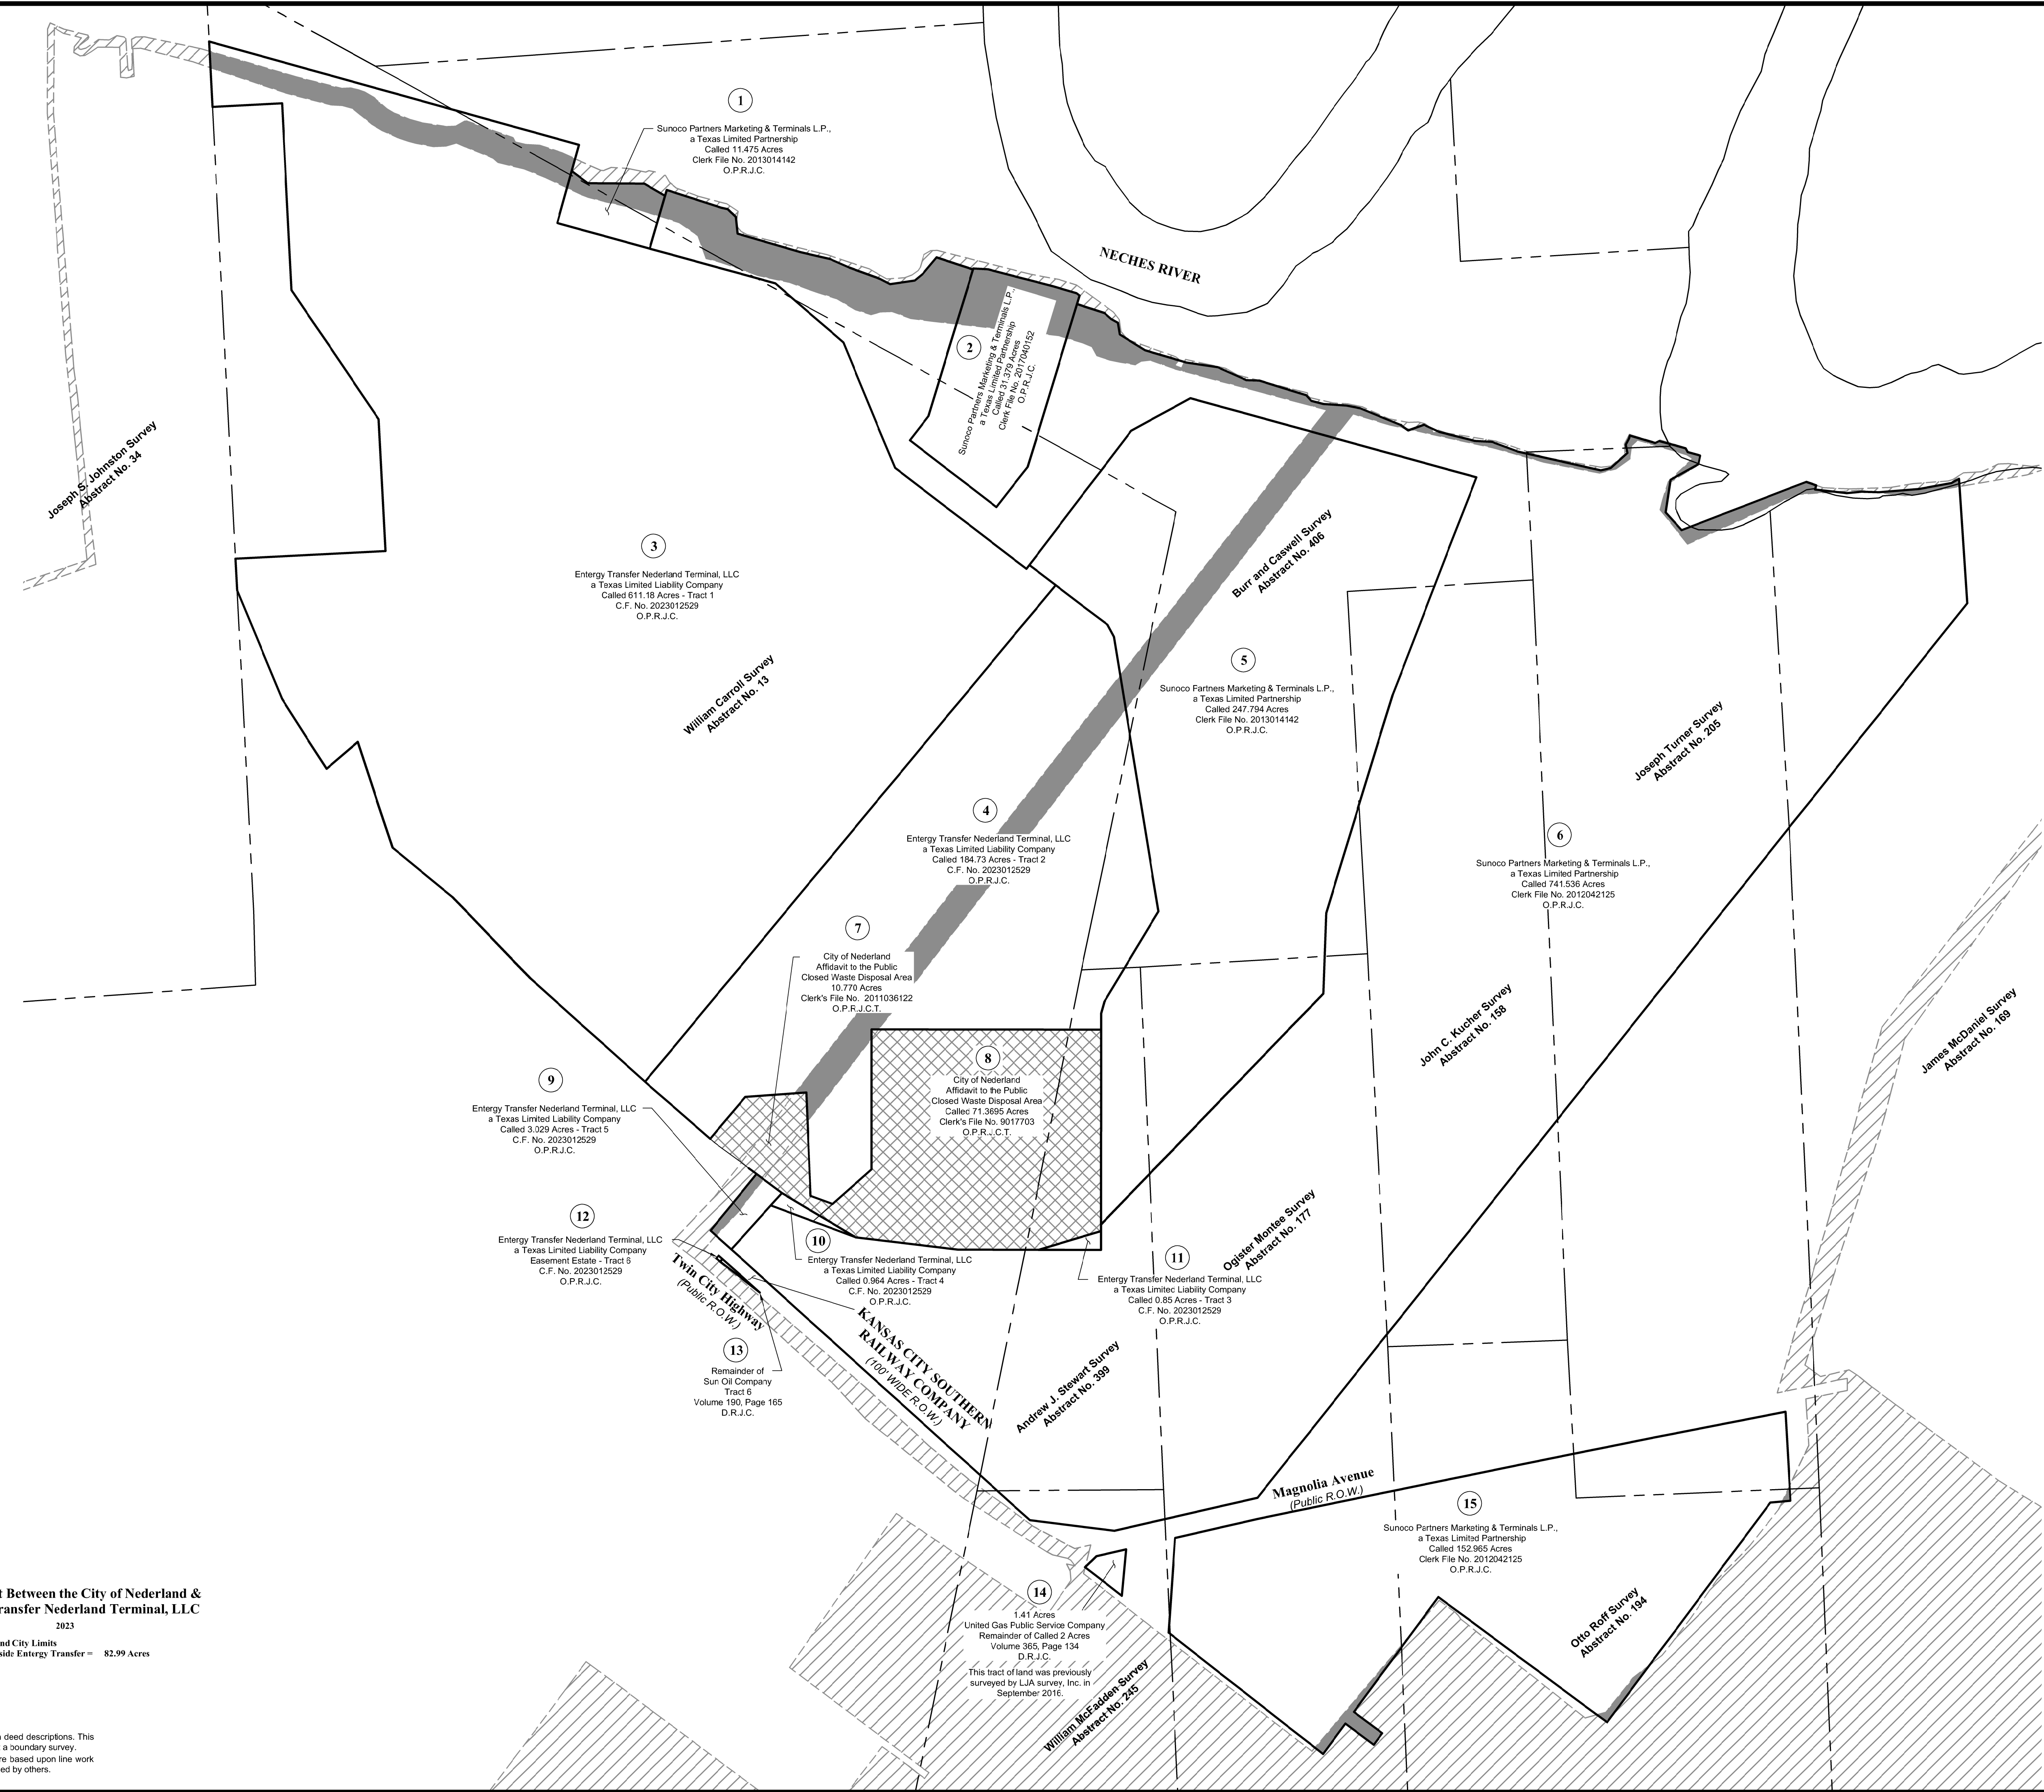 1
Sunoco Partners Marketing & Terminals L.P.,
a Texas Limited Partnership
Called 11.475 Acres
Clerk File No. 2013014142
O.P.R.J.C.
NECHES RIVER
2
Sunoco Partners Marketing & Terminals L.P.,
a Texas Limited Partnership
Called 31.379 Acres
Clerk File No. 2017040152
O.P.R.J.C.
Joseph S. Johnston Survey
Abstract No. 34
3
Entergy Transfer Nederland Terminal, LLC
a Texas Limited Liability Company
Called 611.18 Acres - Tract 1
C.F. No. 2023012529
O.P.R.J.C.
Burr and Caswell Survey
Abstract No. 406
William Carroll Survey
Abstract No. 13
5
Sunoco Fartners Marketing & Terminals L.P.,
a Texas Limited Partnership
Called 247.794 Acres
Clerk File No. 2013014142
O.P.R.J.C.
Joseph Turner Survey
Abstract No. 205
4
Entergy Transfer Nederland Terminal, LLC
a Texas Limited Liability Company
Called 184.73 Acres - Tract 2
C.F. No. 2023012529
O.P.R.J.C.
6
Sunoco Partners Marketing & Terminals L.P.,
a Texas Limited Partnership
Called 741.536 Acres
Clerk File No. 2012042125
O.P.R.J.C.
7
City of Nederland
Affidavit to the Public
Closed Waste Disposal Area
10.770 Acres
Clerk's File No. 2011036122
O.P.R.J.C.T.
John C. Kucher Survey
Abstract No. 158
James McDaniel Survey
Abstract No. 169
8
City of Nederland
Affidavit to the Public
Closed Waste Disposal Area
Called 71.3695 Acres
Clerk's File No. 9017703
O.P.R.J.C.T.
9
Entergy Transfer Nederland Terminal, LLC
a Texas Limited Liability Company
Called 3.029 Acres - Tract 5
C.F. No. 2023012529
O.P.R.J.C.
12
Entergy Transfer Nederland Terminal, LLC
a Texas Limited Liability Company
Easement Estate - Tract 6
C.F. No. 2023012529
O.P.R.J.C.
10
Entergy Transfer Nederland Terminal, LLC
a Texas Limited Liability Company
Called 0.964 Acres - Tract 4
C.F. No. 2023012529
O.P.R.J.C.
11
Entergy Transfer Nederland Terminal, LLC
a Texas Limitec Liability Company
Called 0.85 Acres - Tract 3
C.F. No. 2023012529
O.P.R.J.C.
Ogister Montee Survey
Abstract No. 177
Twin City Highway
(Public R.O.W.)
13
Remainder of
Sun Oil Company
Tract 6
Volume 190, Page 165
D.R.J.C.
KANSAS CITY SOUTHERN
RAILWAY COMPANY
(100' WIDE R.O.W.)
Andrew J. Stewart Survey
Abstract No. 399
Magnolia Avenue
(Public R.O.W.)
15
Sunoco Partners Marketing & Terminals L.P.,
a Texas Limited Partnership
Called 152.965 Acres
Clerk File No. 2012042125
O.P.R.J.C.
14
1.41 Acres
United Gas Public Service Company
Remainder of Called 2 Acres
Volume 365, Page 134
D.R.J.C.
This tract of land was previously
surveyed by LJA survey, Inc. in
September 2016.
William McFadden Survey
Abstract No. 245
Otto Roff Survey
Abstract No. 194
t Between the City of Nederland &
ransfer Nederland Terminal, LLC
2023
nd City Limits
side Entergy Transfer = 82.99 Acres
deed descriptions. This
a boundary survey.
re based upon line work
ed by others.